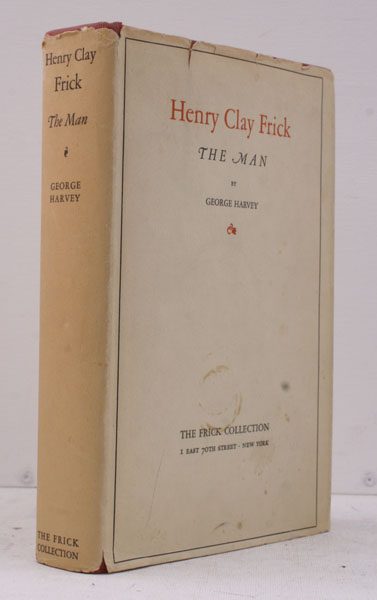 Henry Clay
Frick
The Man
GEORGE
HARVEY
THE FRICK
COLLECTION
Henry Clay Frick
THE MAN
BY
GEORGE HARVEY
THE FRICK COLLECTION
1 EAST 70TH STREET · NEW YORK